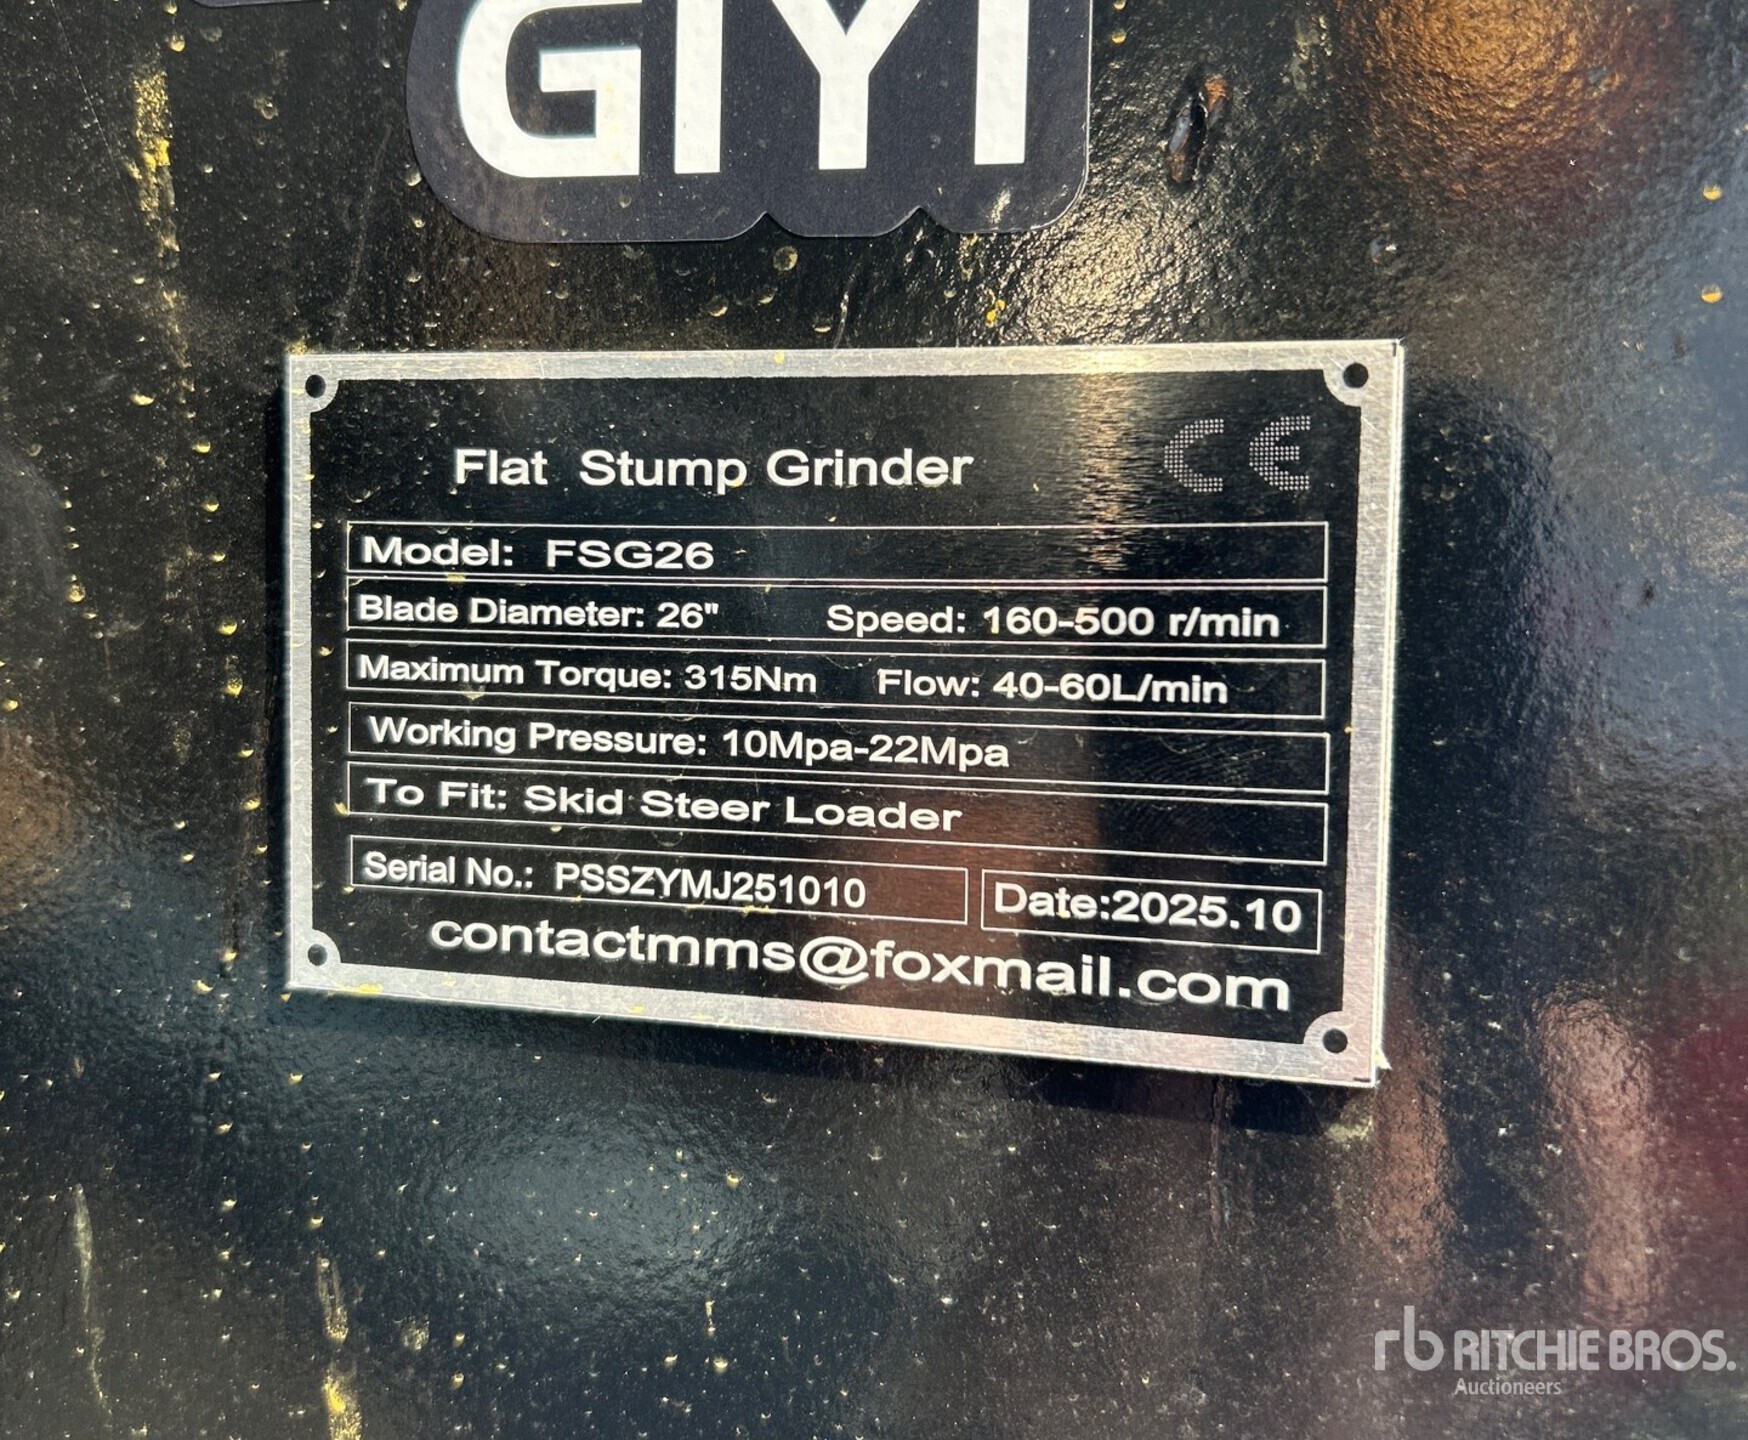 GIYI
Flat Stump Grinder CE
Model: FSG26
Blade Diameter: 26" Speed: 160-500 r/min
Maximum Torque: 315Nm Flow: 40-60L/min
Working Pressure: 10Mpa-22Mpa
To Fit: Skid Steer Loader
Serial No.: PSSZYMJ251010 Date:2025.10
contactmms@foxmail.com
rb RITCHIE BROS.
Auctioneers